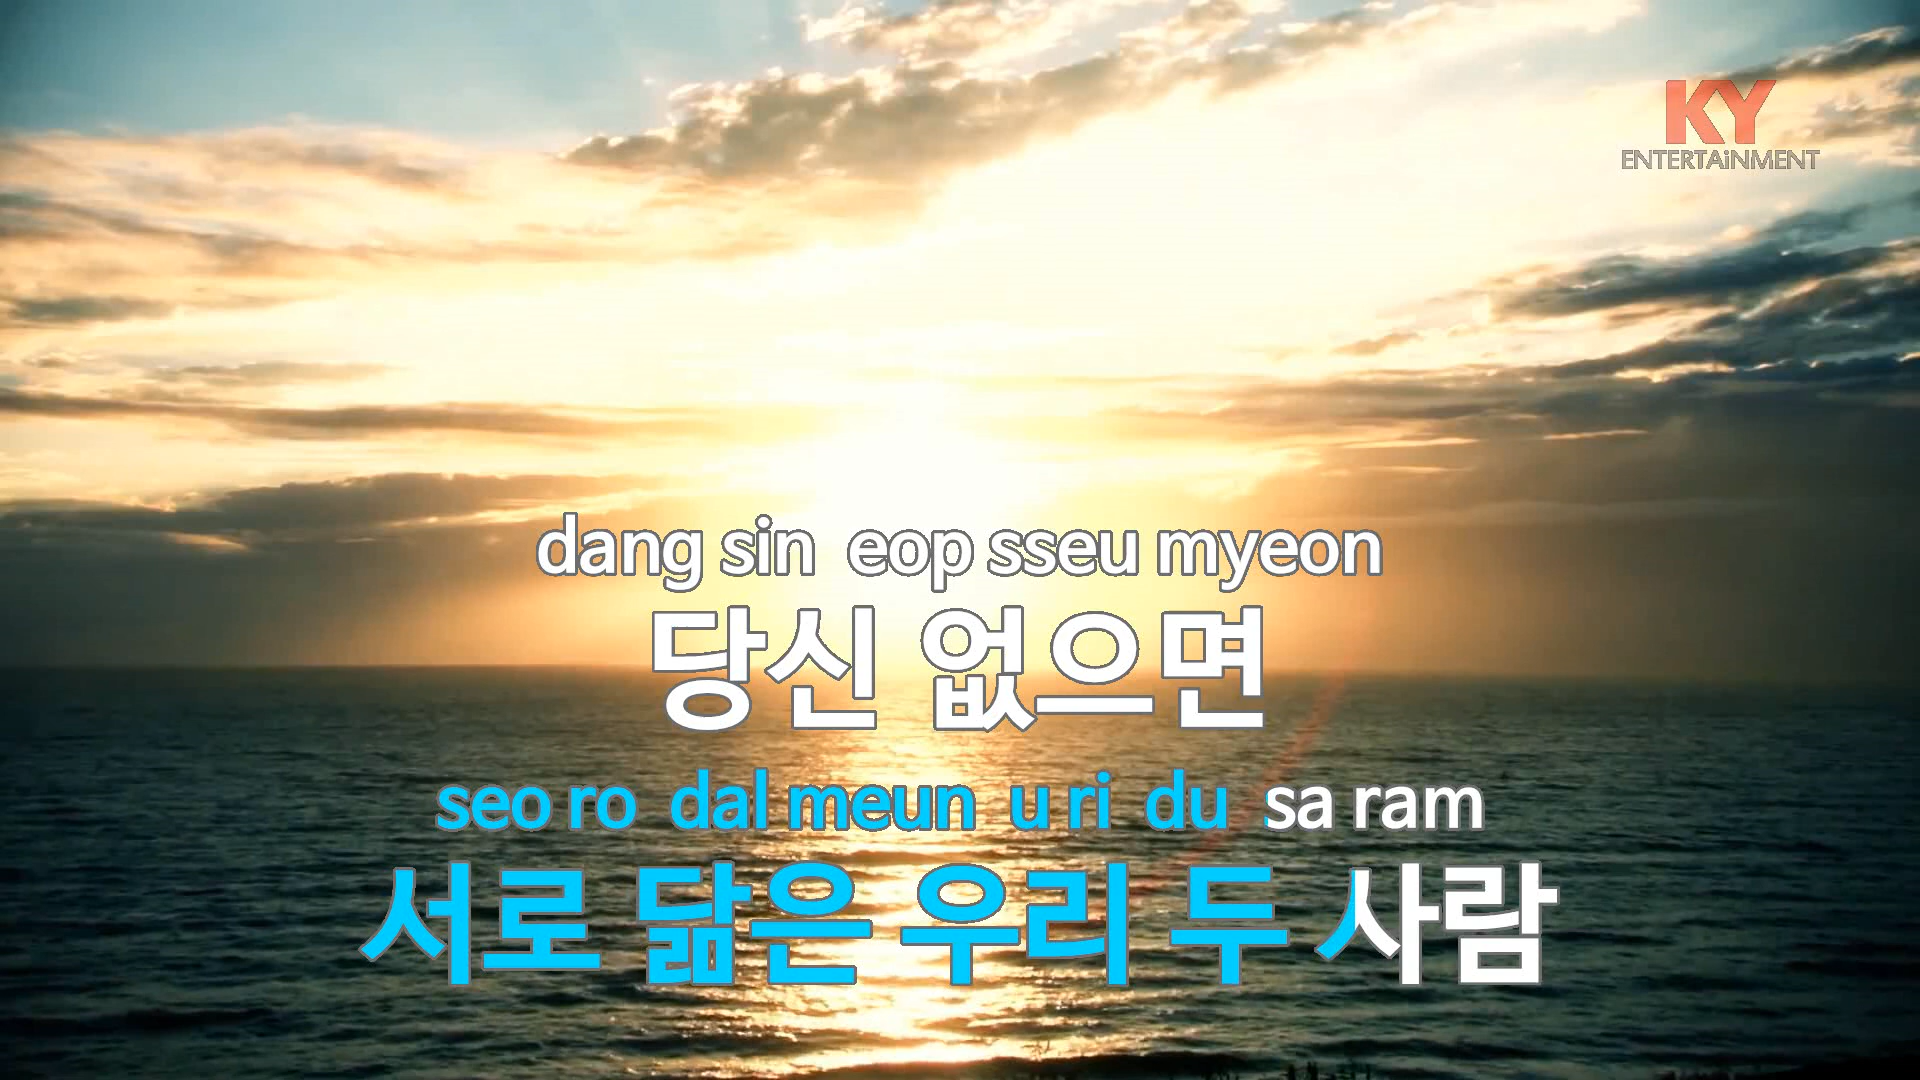 KY
ENTERTAiNMENT
dang sin eop sseu myeon
당신 없으면
seo ro dal meun u ri du sa ram
서로 닮은 우리 두 사람